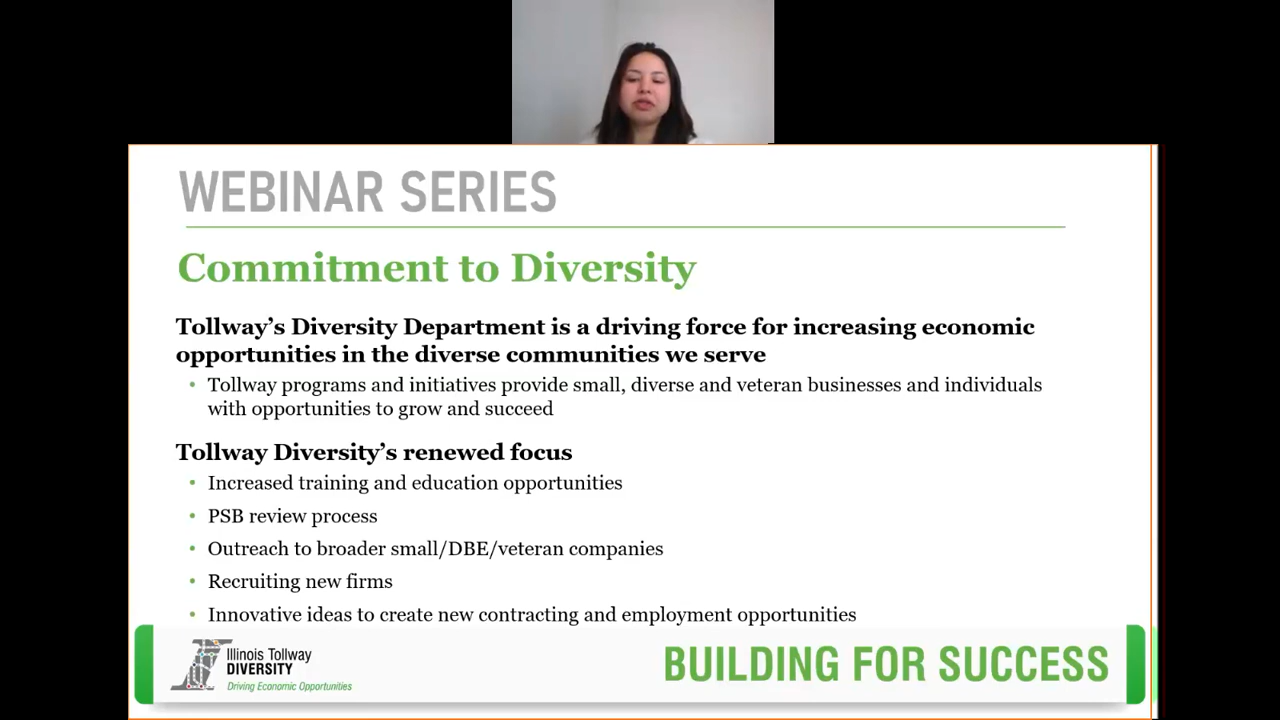 WEBINAR SERIES
Commitment to Diversity
Tollway’s Diversity Department is a driving force for increasing economic
opportunities in the diverse communities we serve
• Tollway programs and initiatives provide small, diverse and veteran businesses and individuals
with opportunities to grow and succeed
Tollway Diversity’s renewed focus
• Increased training and education opportunities
• PSB review process
• Outreach to broader small/DBE/veteran companies
• Recruiting new firms
• Innovative ideas to create new contracting and employment opportunities
Illinois Tollway
DIVERSITY
Driving Economic Opportunities
BUILDING FOR SUCCESS